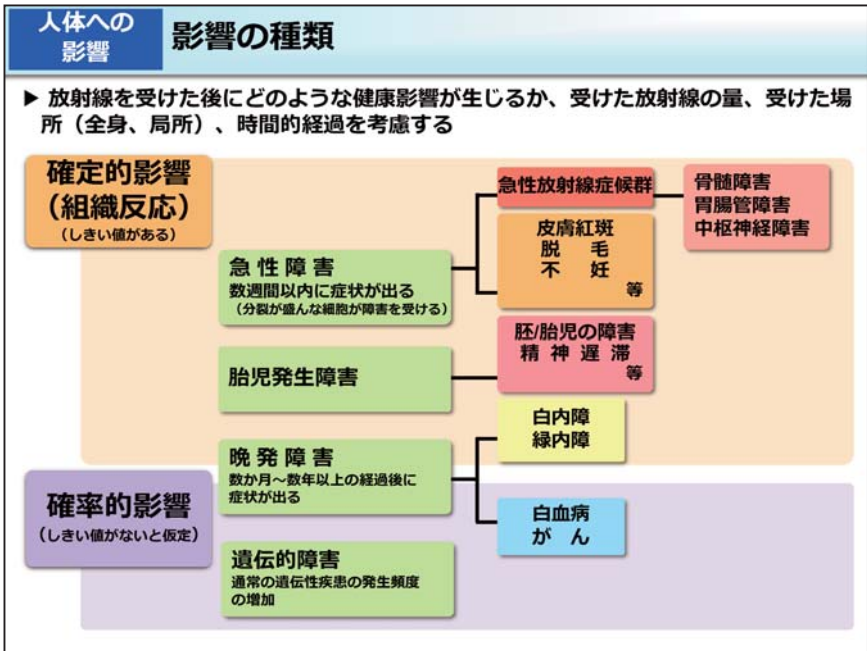 人体への
影響
影響の種類
▶ 放射線を受けた後にどのような健康影響が生じるか、受けた放射線の量、受けた場
所（全身、局所）、時間的経過を考慮する
確定的影響
（組織反応）
（しきい値がある）
急性障害
数週間以内に症状が出る
（分裂が盛んな細胞が障害を受ける）
急性放射線症候群
骨髄障害
胃腸管障害
中枢神経障害
皮膚紅斑
脱毛
不妊
等
胎児発生障害
胚/胎児の障害
精神遅滞
等
晩発障害
数か月～数年以上の経過後に
症状が出る
白内障
緑内障
確率的影響
（しきい値がないと仮定）
白血病
がん
遺伝的障害
通常の遺伝性疾患の発生頻度
の増加